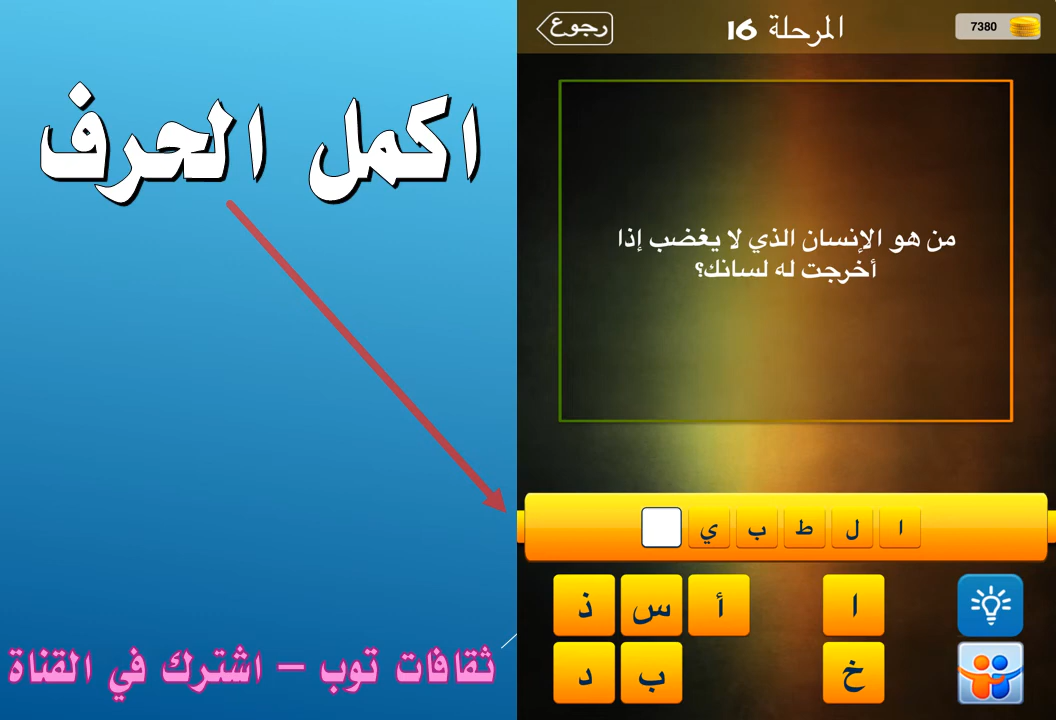 اكمل الحرف
ثقافات توب – اشترك في القناة
رجوع
المرحلة 16
7380
من هو الإنسان الذي لا يغضب إذا
أخرجت له لسانك؟
ا ل ط ب ي
ا أ س ذ
خ ب د